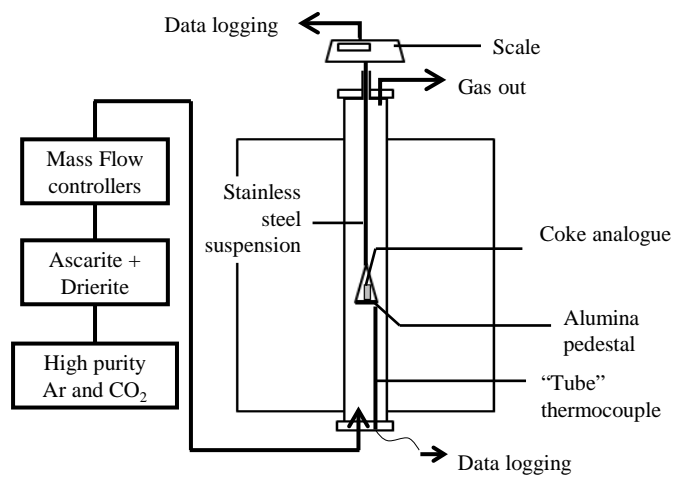 Data logging
Scale
Gas out
Mass Flow
controllers
Stainless
steel
suspension
Coke analogue
Ascarite +
Drierite
Alumina
pedestal
High purity
Ar and CO₂
“Tube”
thermocouple
Data logging